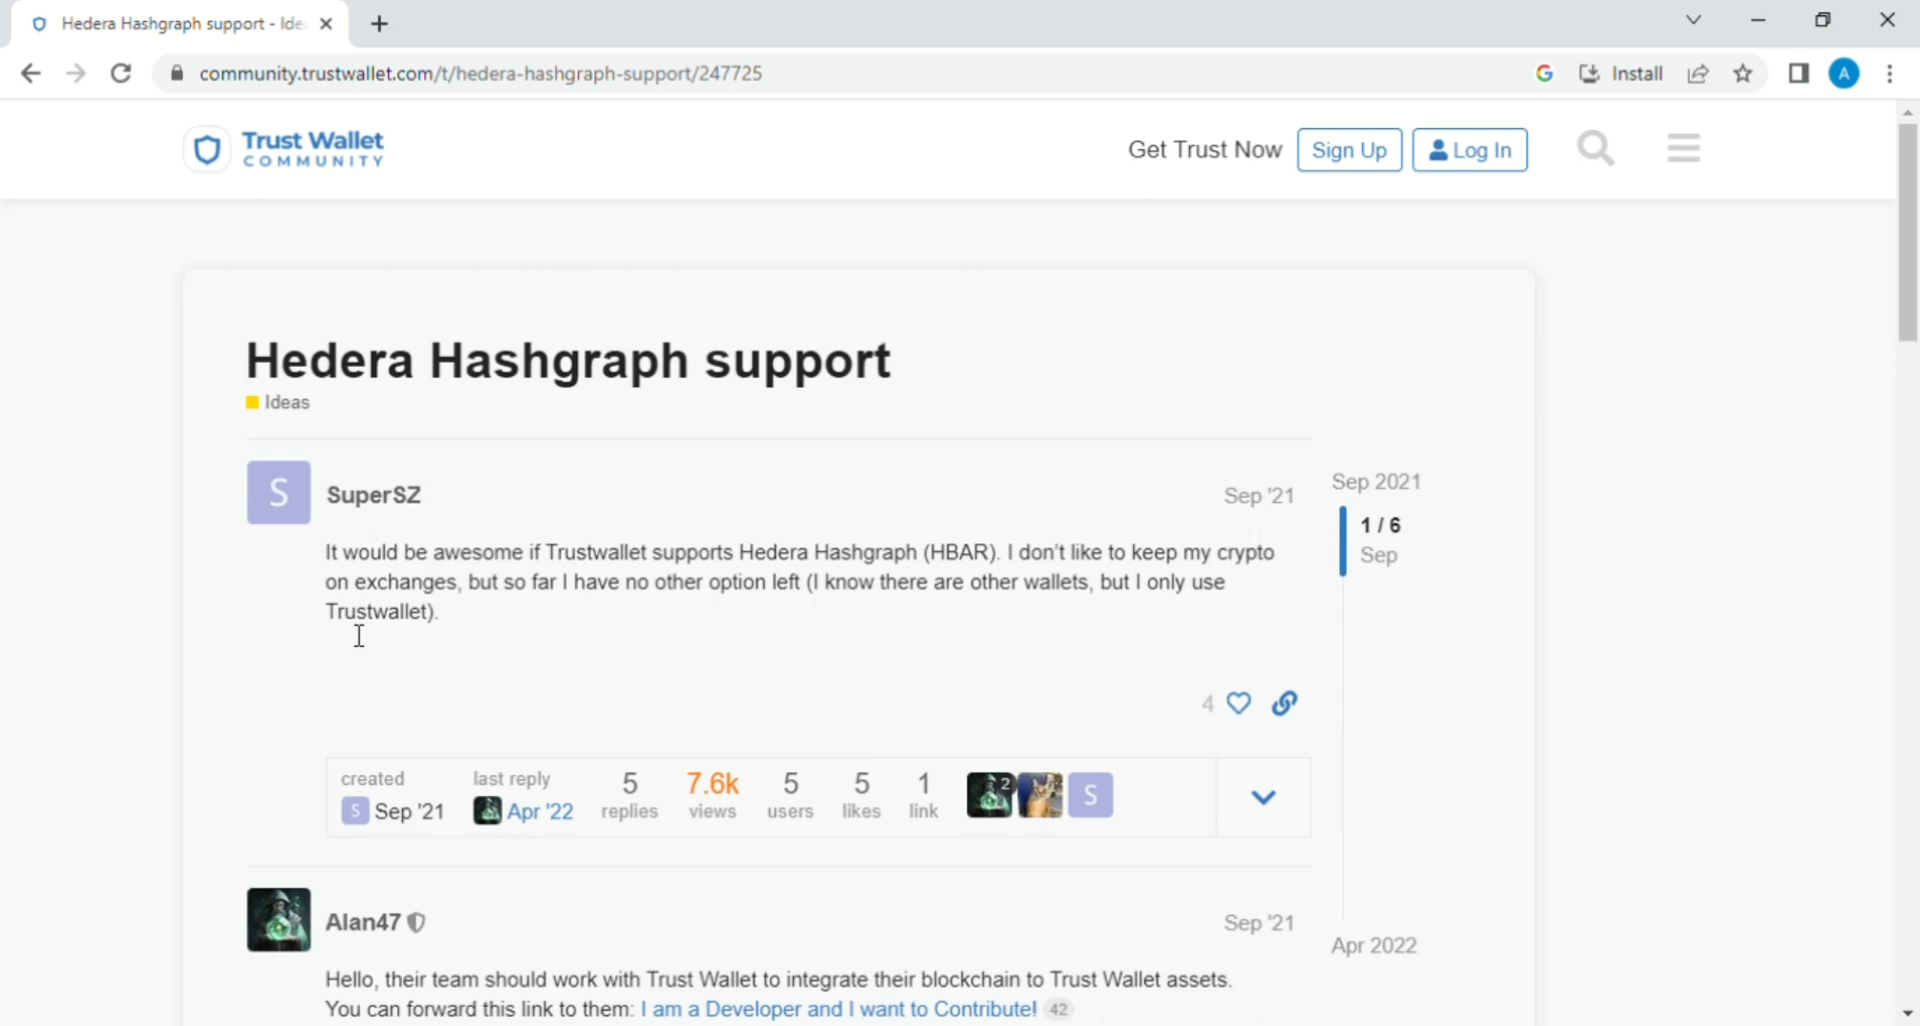 Hedera Hashgraph support - Ide
community.trustwallet.com/t/hedera-hashgraph-support/247725
Install
A
Trust Wallet
COMMUNITY
Get Trust Now
Sign Up
Log In
Hedera Hashgraph support
Ideas
S
SuperSZ
Sep '21
It would be awesome if Trustwallet supports Hedera Hashgraph (HBAR). I don't like to keep my crypto
on exchanges, but so far I have no other option left (I know there are other wallets, but I only use
Trustwallet).
Sep 2021
1 / 6
Sep
4
created
S Sep '21
last reply
Apr '22
5
replies
7.6k
views
5
users
5
likes
1
link
2
S
Alan47
Sep '21
Apr 2022
Hello, their team should work with Trust Wallet to integrate their blockchain to Trust Wallet assets.
You can forward this link to them: I am a Developer and I want to Contribute! 42